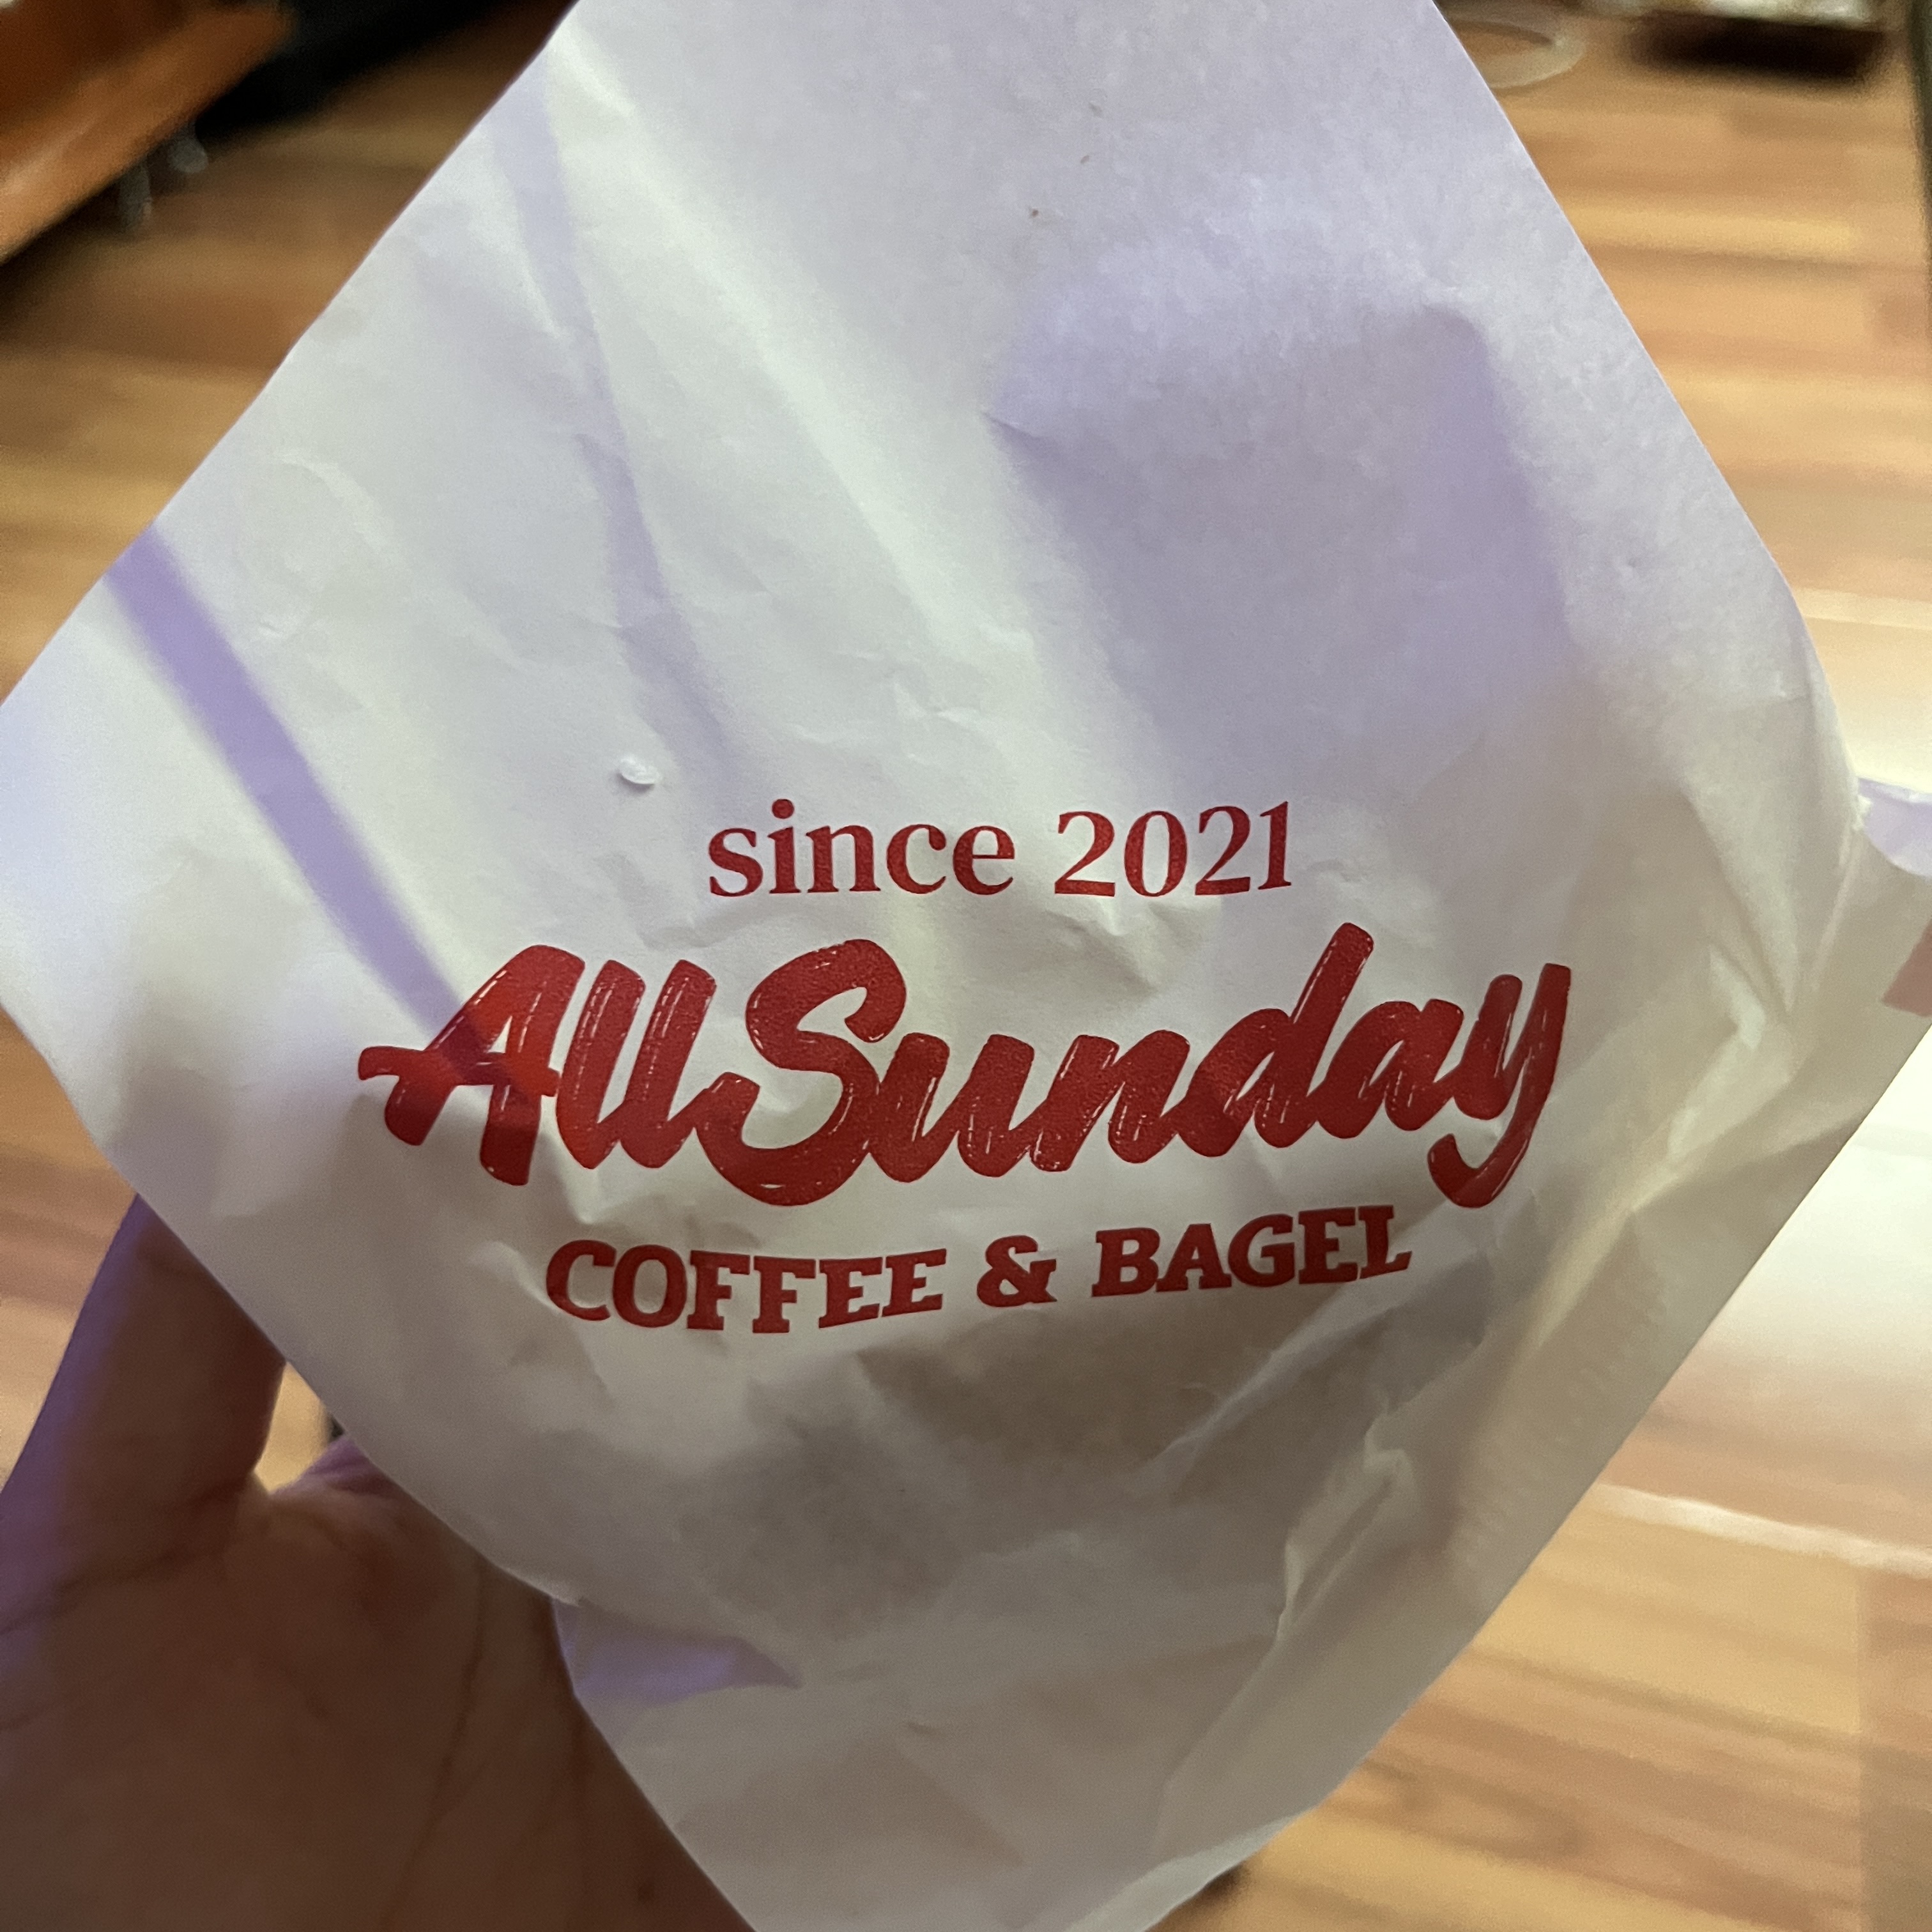 since 2021
AllSunday
COFFEE & BAGEL